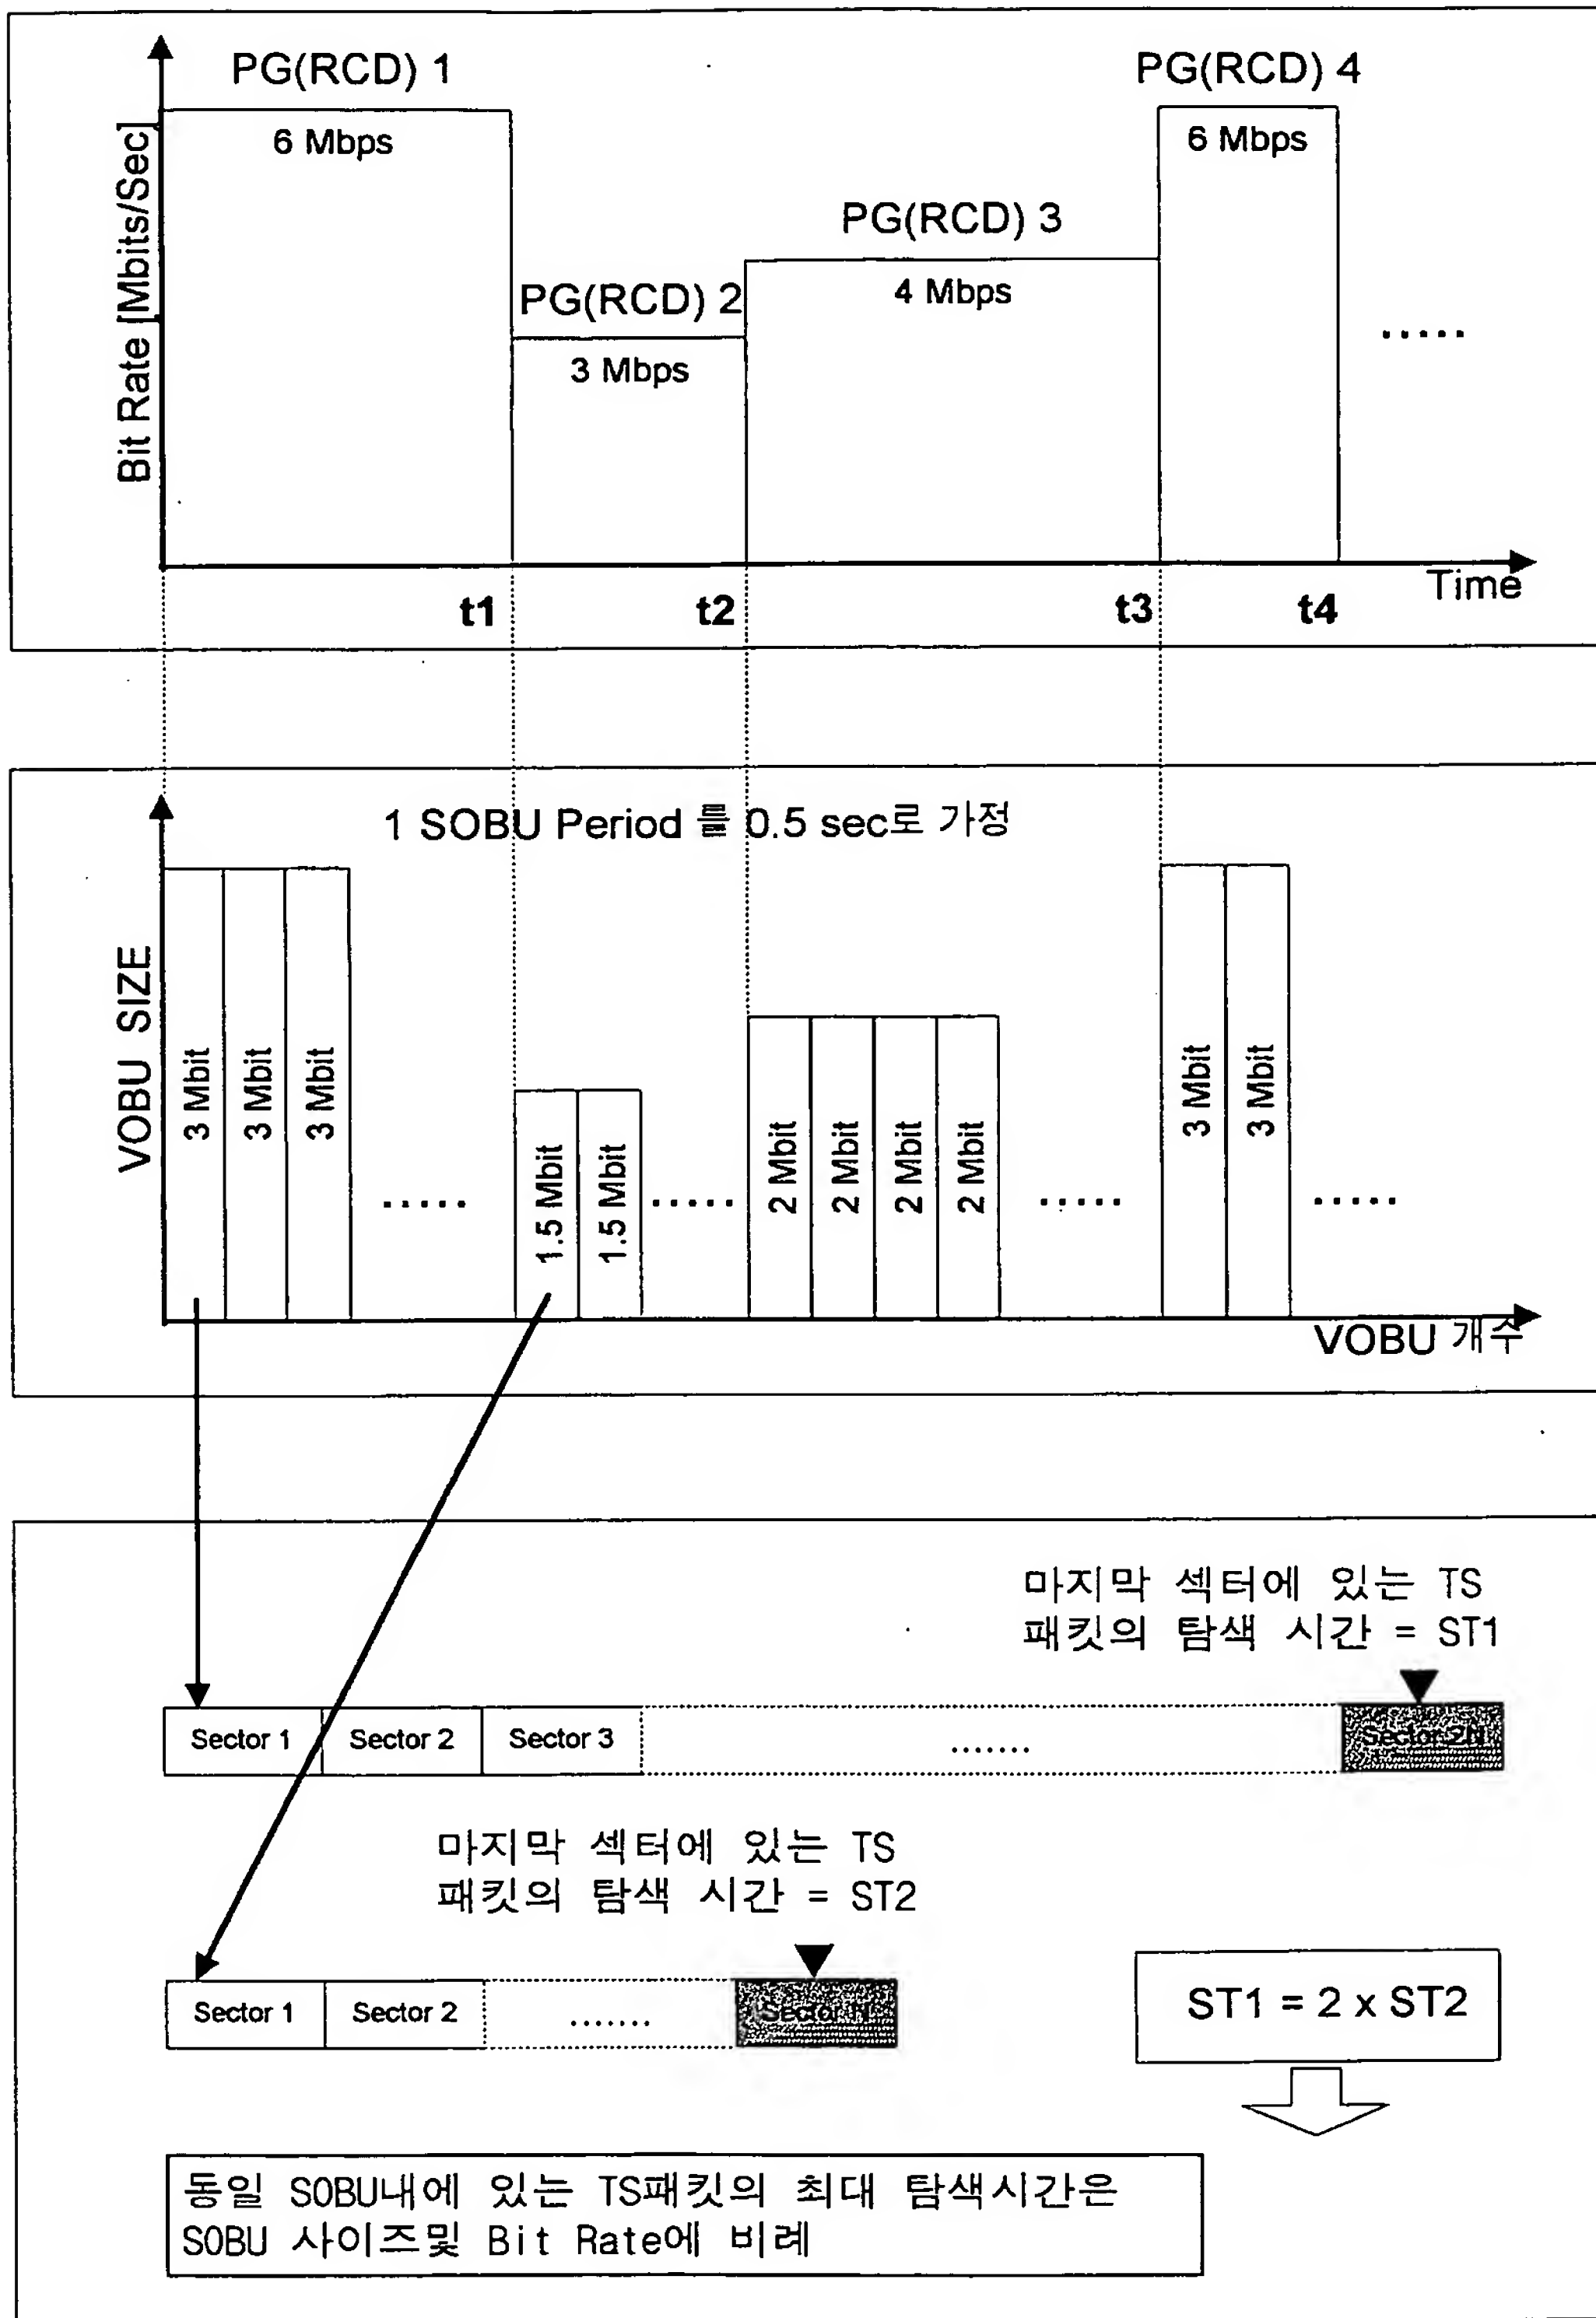 PG(RCD) 1
PG(RCD) 4
6 Mbps
6 Mbps
PG(RCD) 3
PG(RCD) 2
4 Mbps
3 Mbps
.....
Bit Rate [Mbits/Sec]
Time
t1
t2
t3
t4
1 SOBU Period 를 0.5 sec로 가정
VOBU SIZE
3 Mbit
3 Mbit
3 Mbit
.....
1.5 Mbit
1.5 Mbit
.....
2 Mbit
2 Mbit
2 Mbit
2 Mbit
.....
3 Mbit
3 Mbit
.....
VOBU 개수
마지막 섹터에 있는 TS
패킷의 탐색 시간 = ST1
Sector 1
Sector 2
Sector 3
.......
Sector 2N
마지막 섹터에 있는 TS
패킷의 탐색 시간 = ST2
Sector 1
Sector 2
.......
Sector N
ST1 = 2 x ST2
동일 SOBU내에 있는 TS패킷의 최대 탐색시간은
SOBU 사이즈및 Bit Rate에 비례